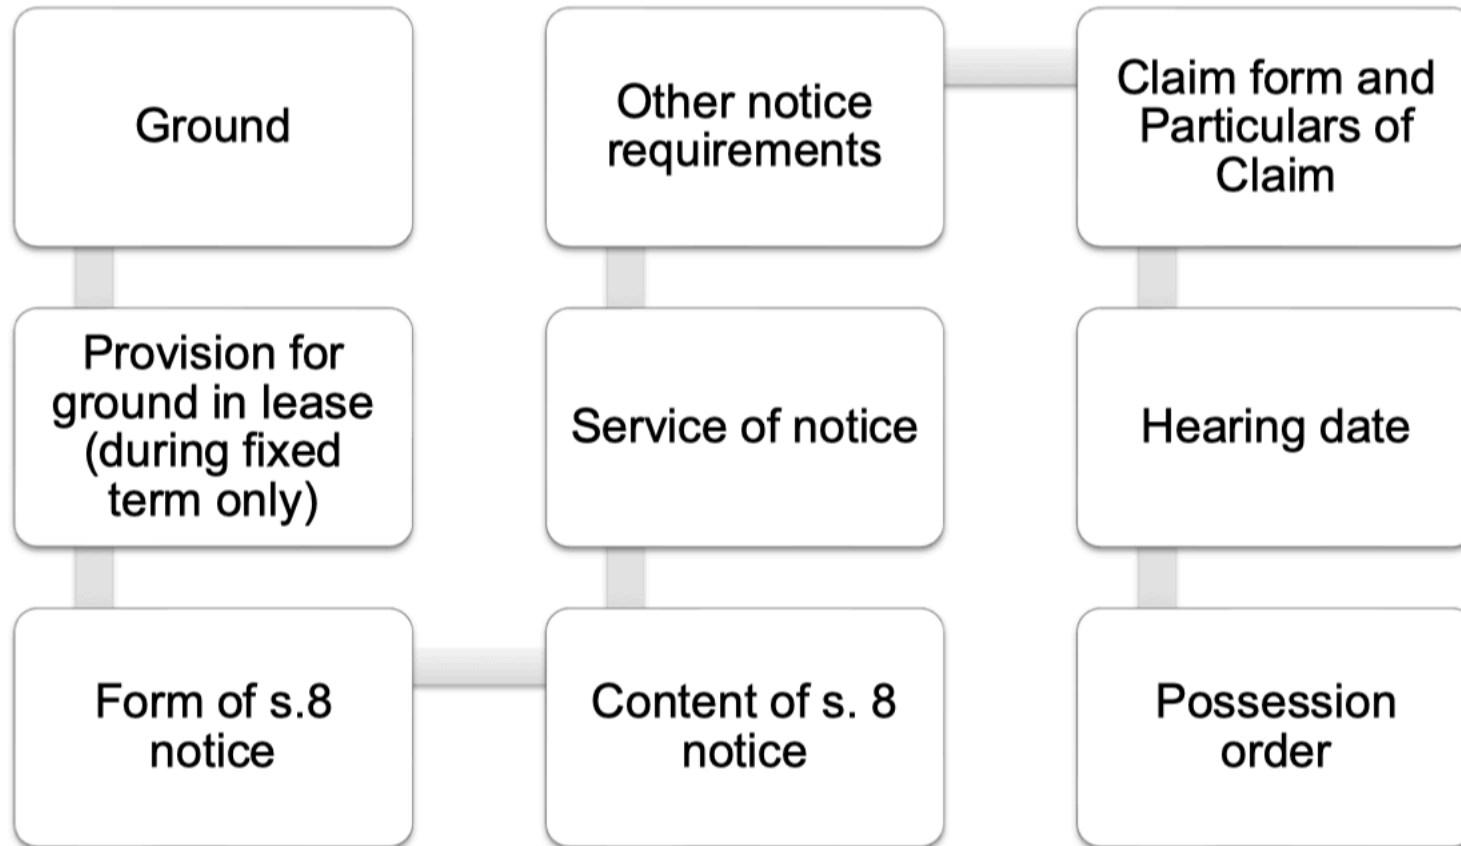 Ground
Provision for
ground in lease
(during fixed
term only)
Form of s.8
notice
Content of s. 8
notice
Service of notice
Other notice
requirements
Claim form and
Particulars of
Claim
Hearing date
Possession
order